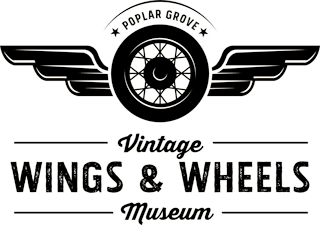 POPLAR GROVE
Vintage
WINGS & WHEELS
Museum